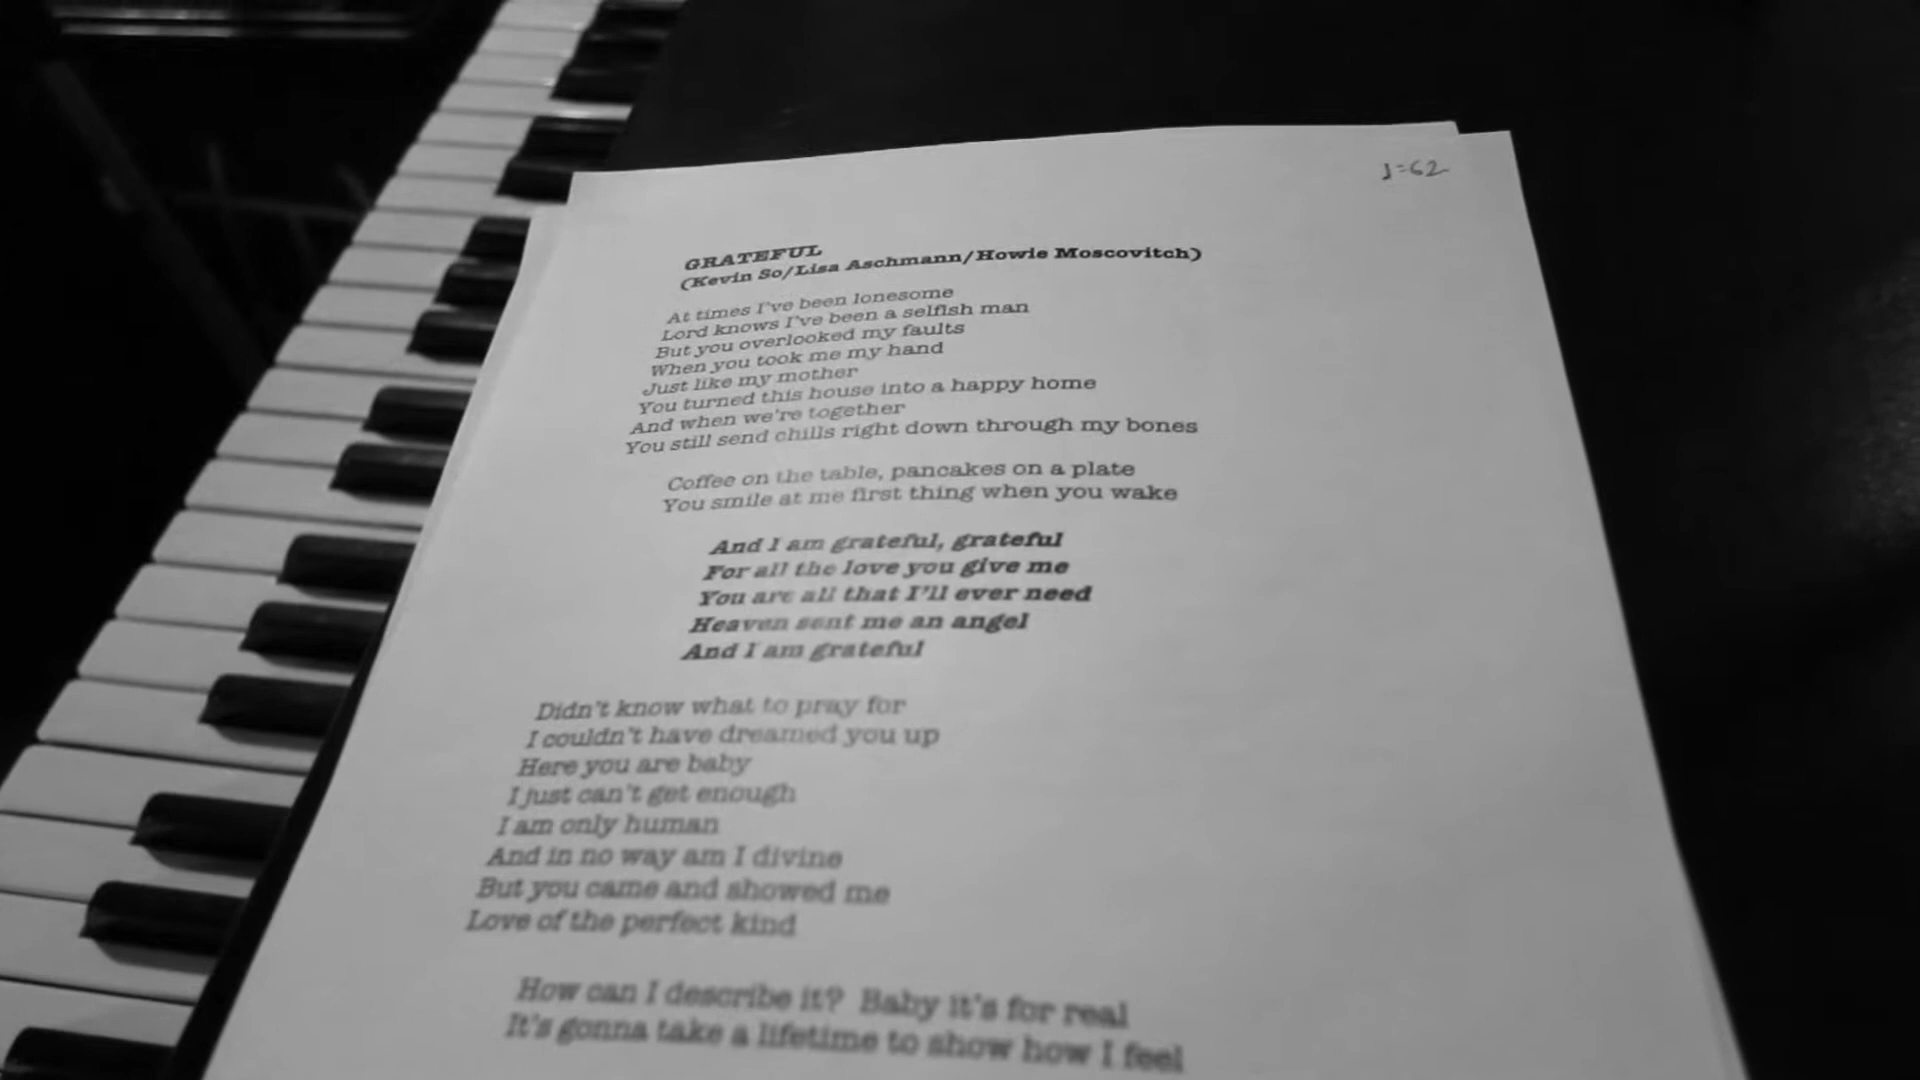 ♩=62
GRATEFUL
(Kevin So/Lisa Aschmann/Howie Moscovitch)
At times I've been lonesome
Lord knows I've been a selfish man
But you overlooked my faults
When you took me my hand
Just like my mother
You turned this house into a happy home
And when we're together
You still send chills right down through my bones
Coffee on the table, pancakes on a plate
You smile at me first thing when you wake
And I am grateful, grateful
For all the love you give me
You are all that I'll ever need
Heaven sent me an angel
And I am grateful
Didn't know what to pray for
I couldn't have dreamed you up
Here you are baby
I just can't get enough
I am only human
And in no way am I divine
But you came and showed me
Love of the perfect kind
How can I describe it? Baby it's for real
It's gonna take a lifetime to show how I feel